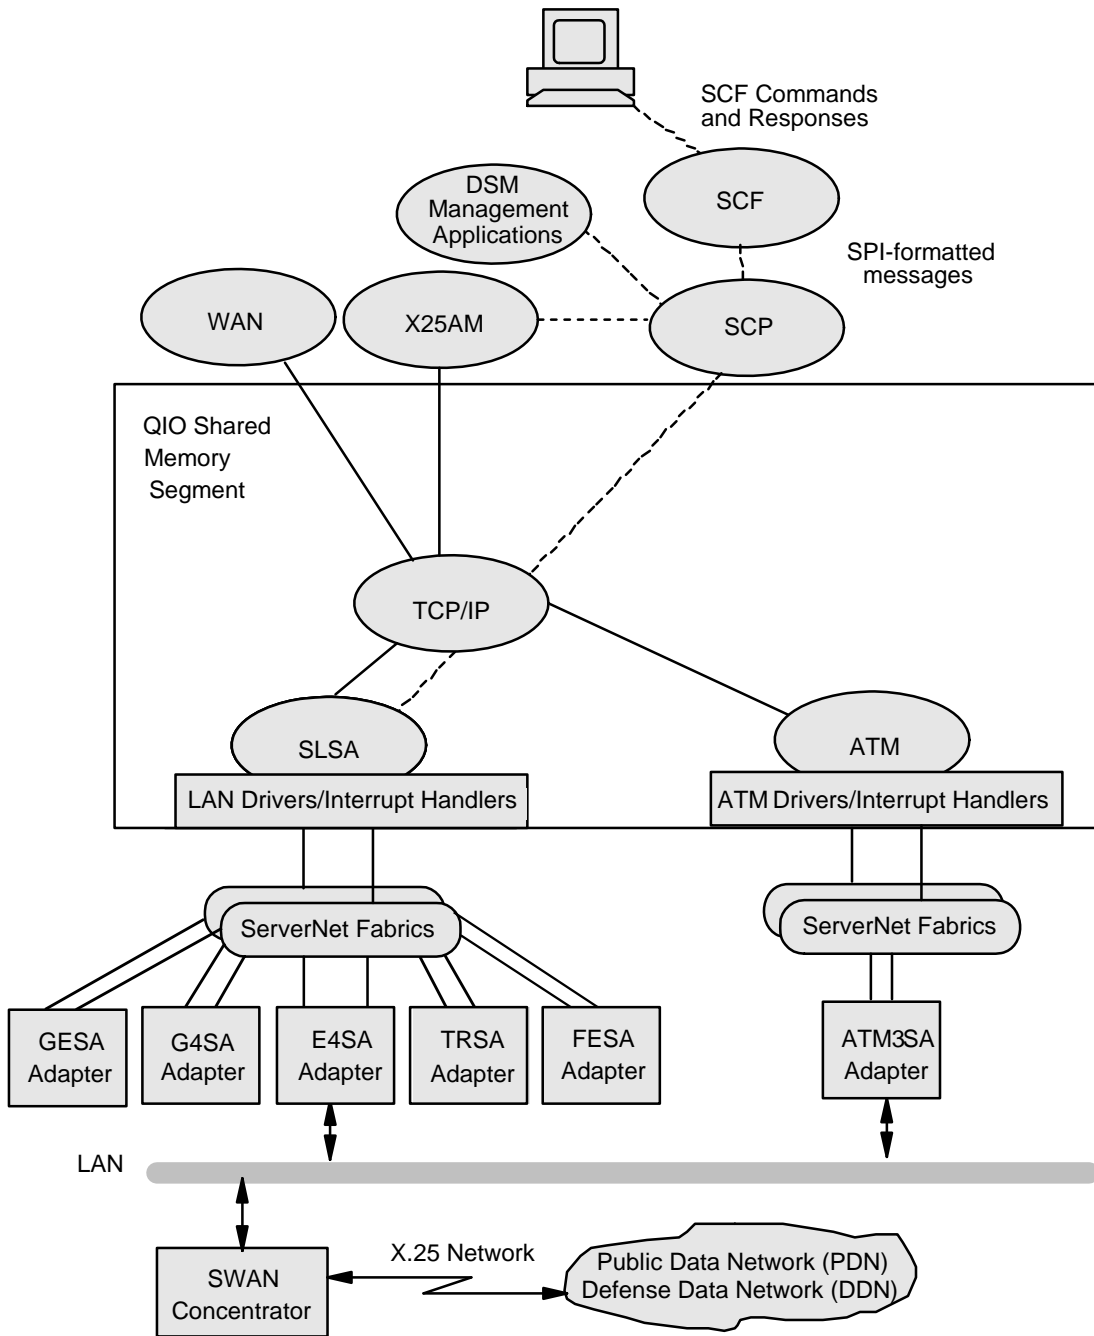 SCF Commands
and Responses
DSM
Management
Applications
SCF
SPI-formatted
messages
WAN
X25AM
SCP
QIO Shared
Memory
Segment
TCP/IP
SLSA
ATM
LAN Drivers/Interrupt Handlers
ATM Drivers/Interrupt Handlers
ServerNet Fabrics
ServerNet Fabrics
GESA
Adapter
G4SA
Adapter
E4SA
Adapter
TRSA
Adapter
FESA
Adapter
ATM3SA
Adapter
LAN
X.25 Network
SWAN
Concentrator
Public Data Network (PDN)
Defense Data Network (DDN)